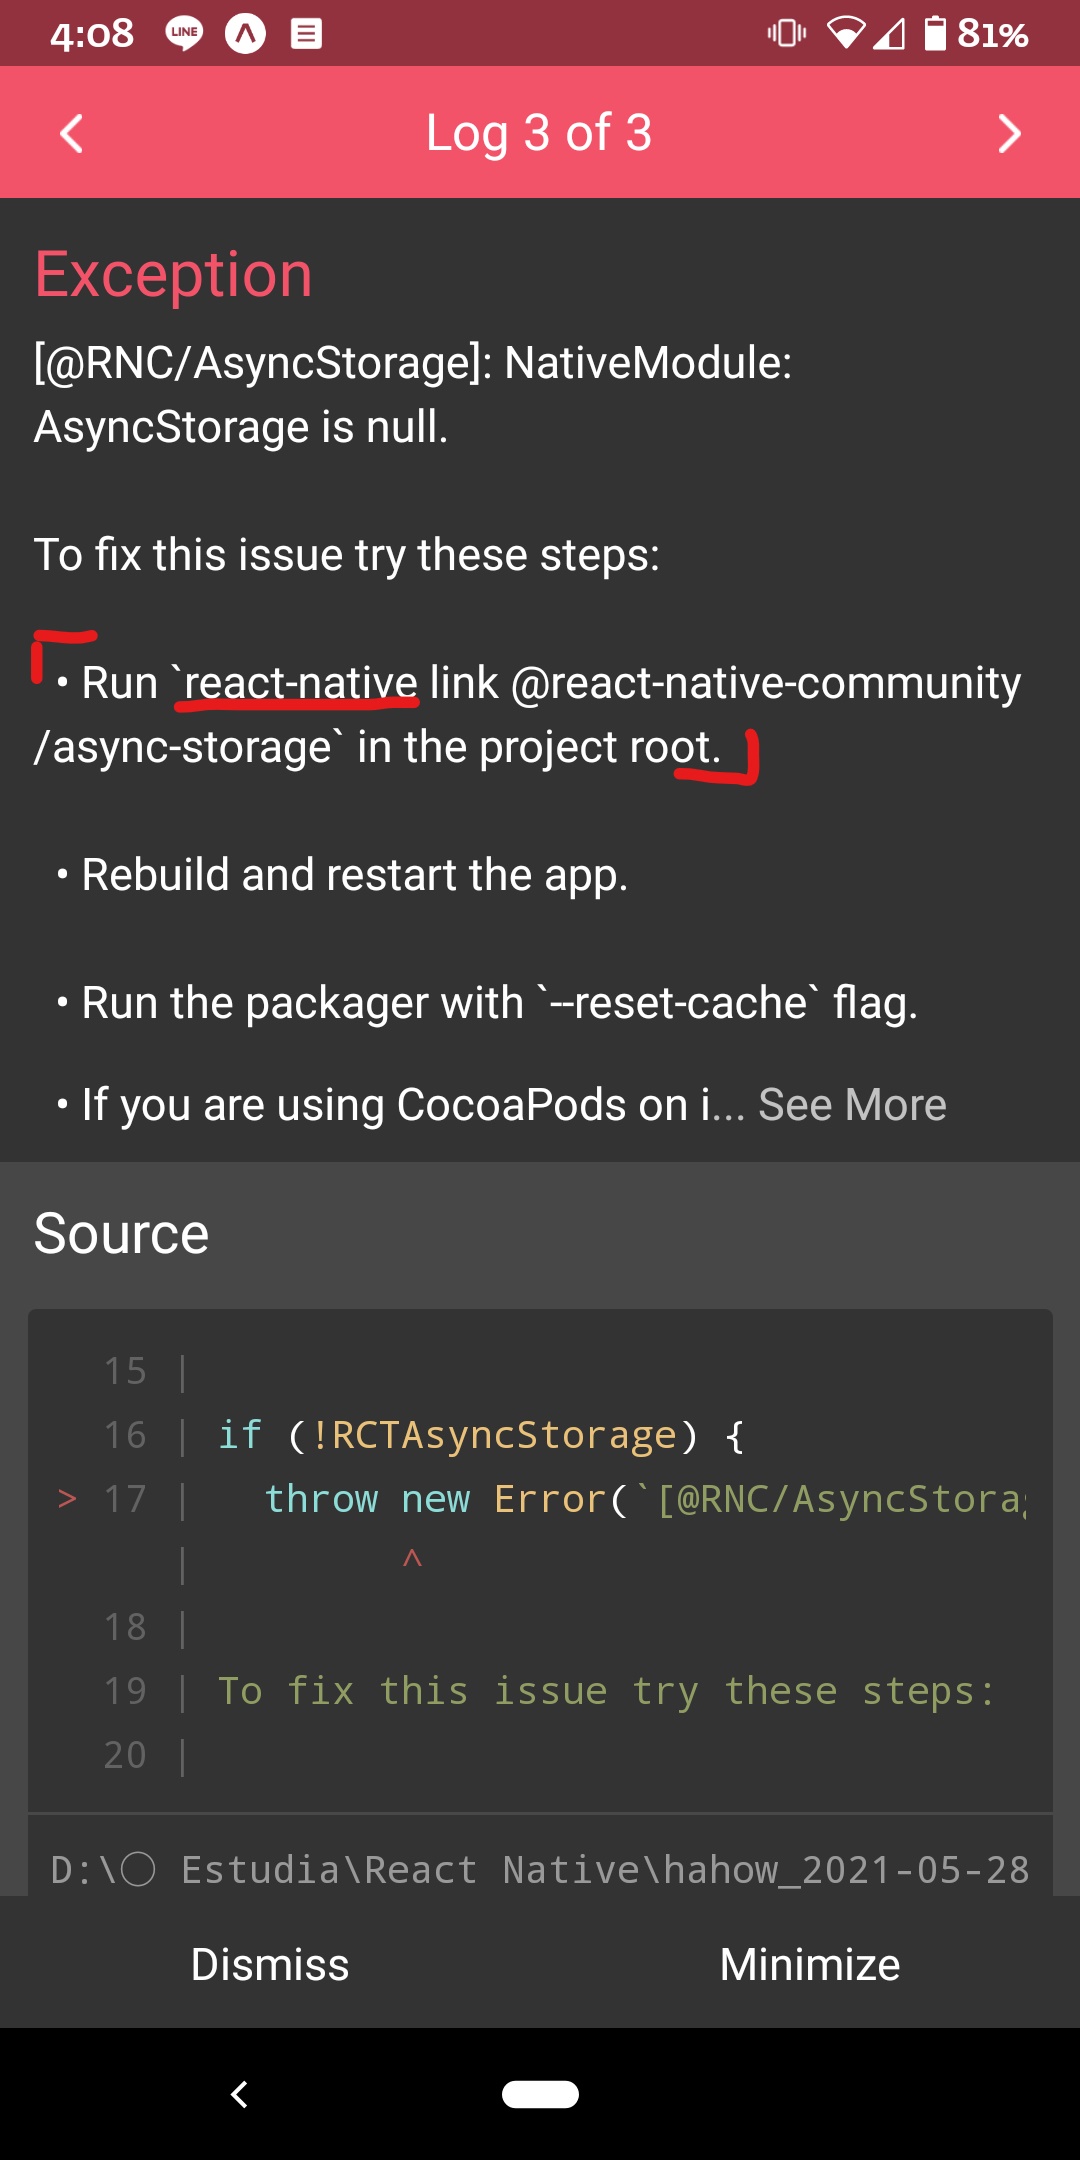 4:08 LINE 81%
Log 3 of 3
Exception
[@RNC/AsyncStorage]: NativeModule:
AsyncStorage is null.
To fix this issue try these steps:
• Run `react-native link @react-native-community
/async-storage` in the project root.
• Rebuild and restart the app.
• Run the packager with `--reset-cache` flag.
• If you are using CocoaPods on i... See More
Source
15 |
16 | if (!RCTAsyncStorage) {
> 17 | throw new Error(`[@RNC/AsyncStora
| ^
18 |
19 | To fix this issue try these steps:
20 |
D:\◯ Estudia\React Native\hahow_2021-05-28
Dismiss Minimize